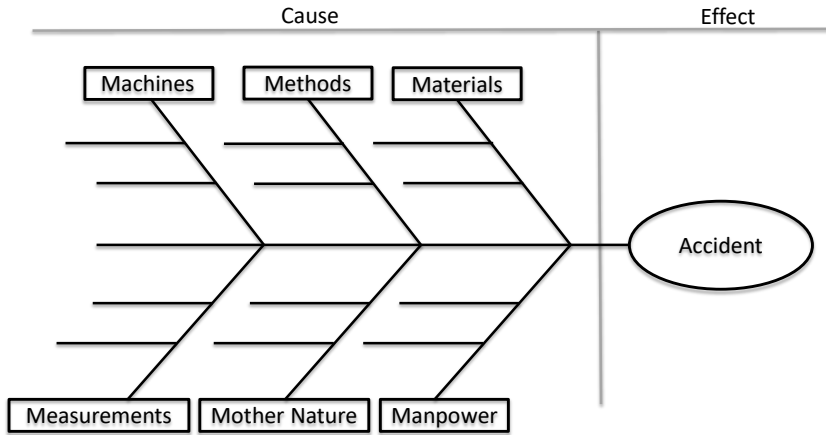 Cause
Effect
Machines
Methods
Materials
Accident
Measurements
Mother Nature
Manpower